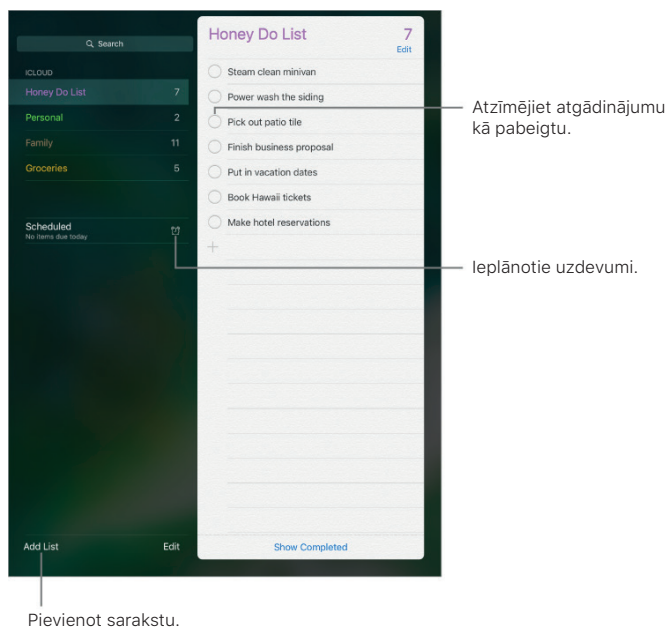 Search
ICLOUD
Honey Do List 7
Personal 2
Family 11
Groceries 5
Scheduled
No items due today
Add List Edit
Honey Do List 7
Edit
Steam clean minivan
Power wash the siding
Pick out patio tile
Finish business proposal
Put in vacation dates
Book Hawaii tickets
Make hotel reservations
+
Show Completed
Atzīmējiet atgādinājumu
kā pabeigtu.
Ieplānotie uzdevumi.
Pievienot sarakstu.